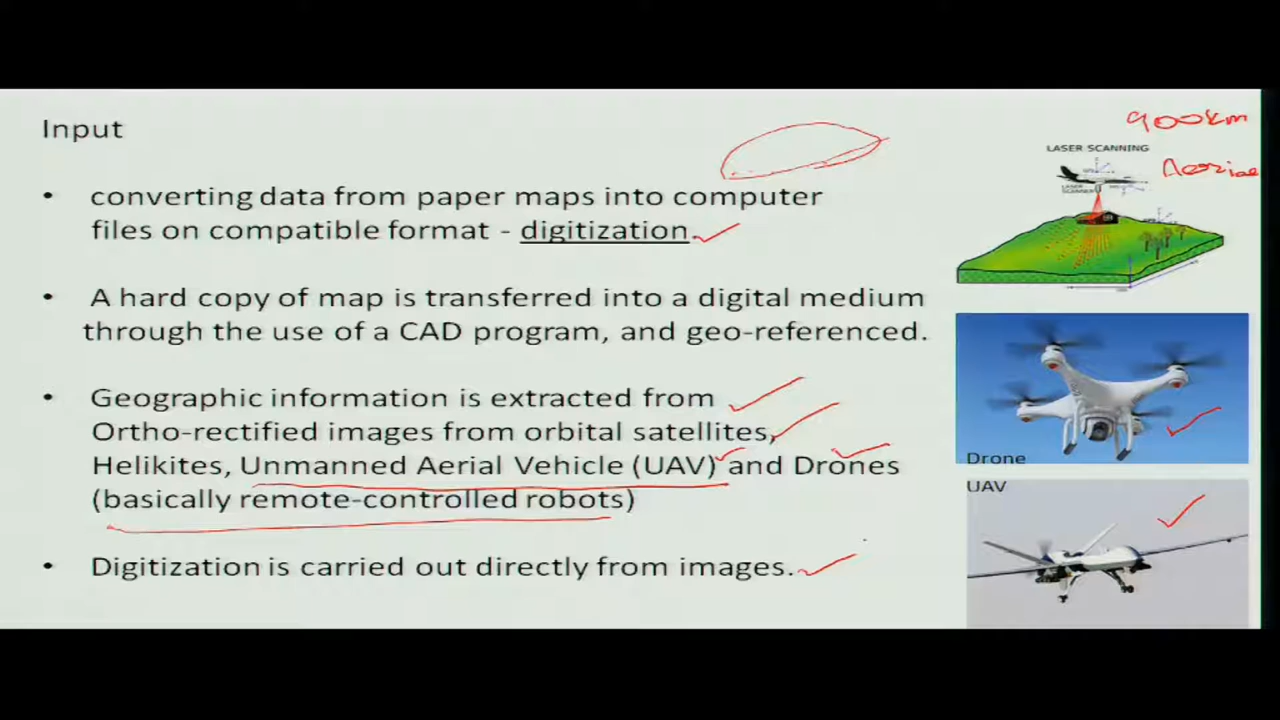 Input
900km
LASER SCANNING
Aerial
• converting data from paper maps into computer
files on compatible format - digitization.
• A hard copy of map is transferred into a digital medium
through the use of a CAD program, and geo-referenced.
• Geographic information is extracted from
Ortho-rectified images from orbital satellites,
Helikites, Unmanned Aerial Vehicle (UAV) and Drones
(basically remote-controlled robots)
• Digitization is carried out directly from images.
Drone
UAV